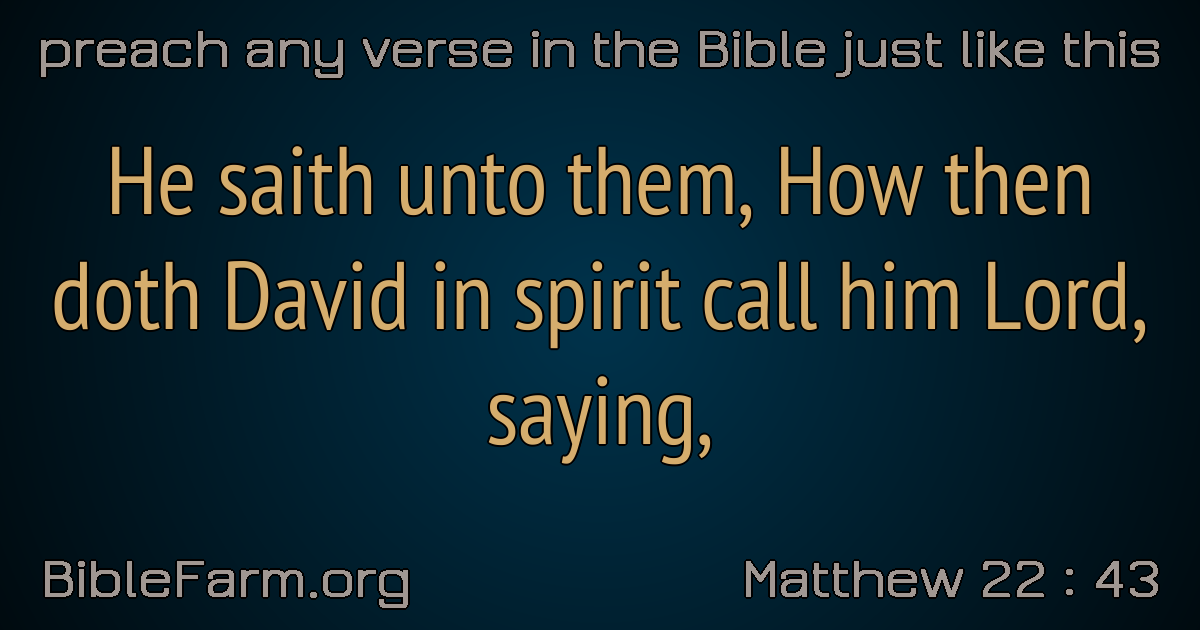 preach any verse in the Bible just like this
He saith unto them, How then
doth David in spirit call him Lord,
saying,
BibleFarm.org
Matthew 22 : 43